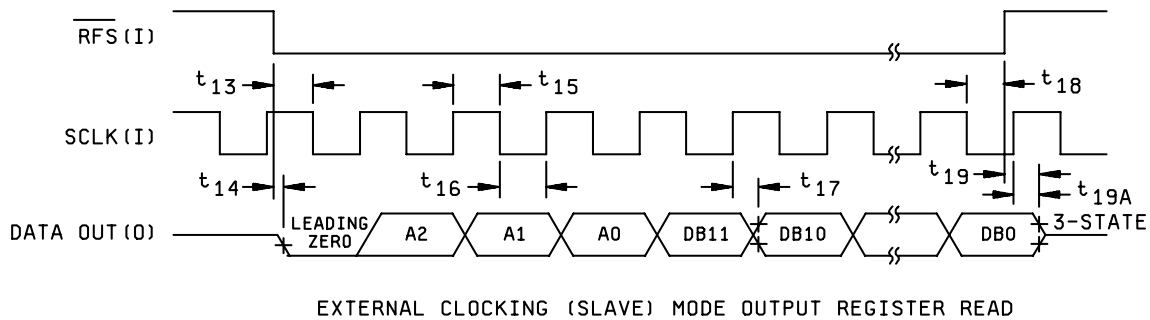 RFS(I)
t13
t15
t18
SCLK(I)
t14
t16
t17
t19
t19A
DATA OUT(O)
LEADING
ZERO
A2
A1
A0
DB11
DB10
DB0
3-STATE
EXTERNAL CLOCKING (SLAVE) MODE OUTPUT REGISTER READ